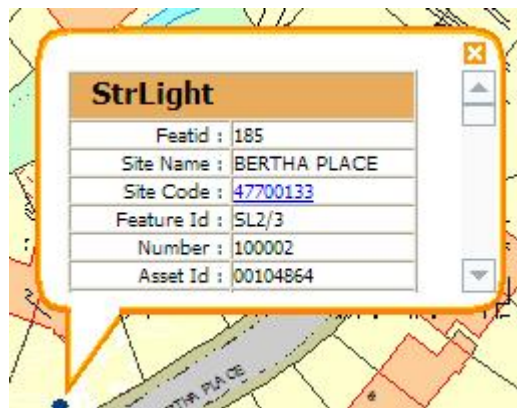 StrLight
Featid : 185
Site Name : BERTHA PLACE
Site Code : 47700133
Feature Id : SL2/3
Number : 100002
Asset Id : 00104864
RTHA PLACE